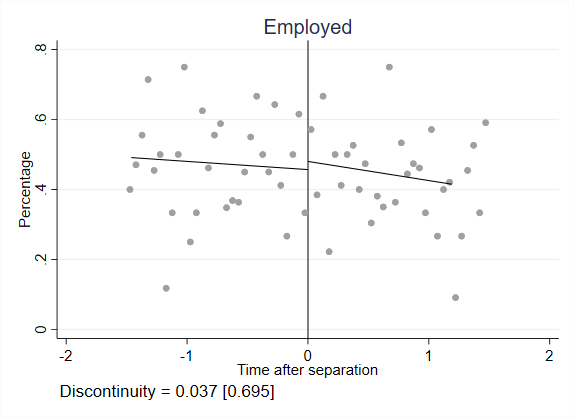 Employed
Percentage
.8
.6
.4
.2
0
-2 -1 0 1 2
Time after separation
Discontinuity = 0.037 [0.695]